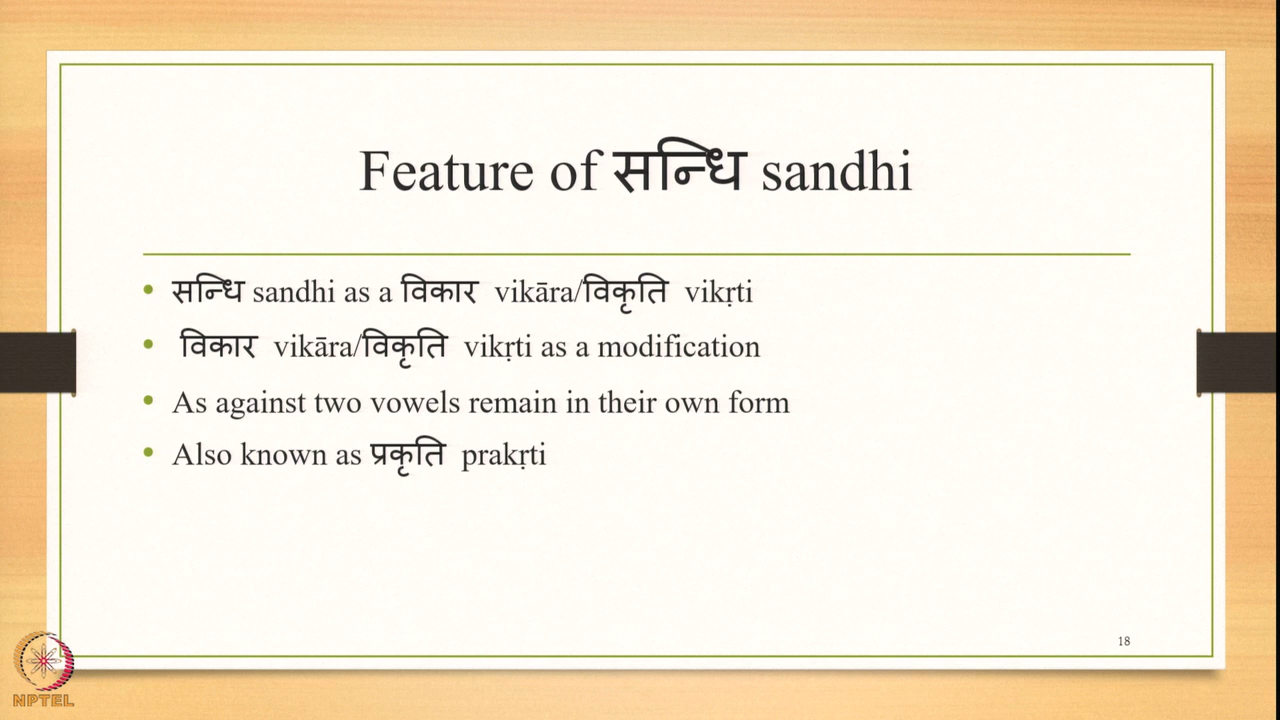 Feature of सन्धि sandhi
• सन्धि sandhi as a विकार vikāra/विकृति vikṛti
• विकार vikāra/विकृति vikṛti as a modification
• As against two vowels remain in their own form
• Also known as प्रकृति prakṛti
18
NPTEL